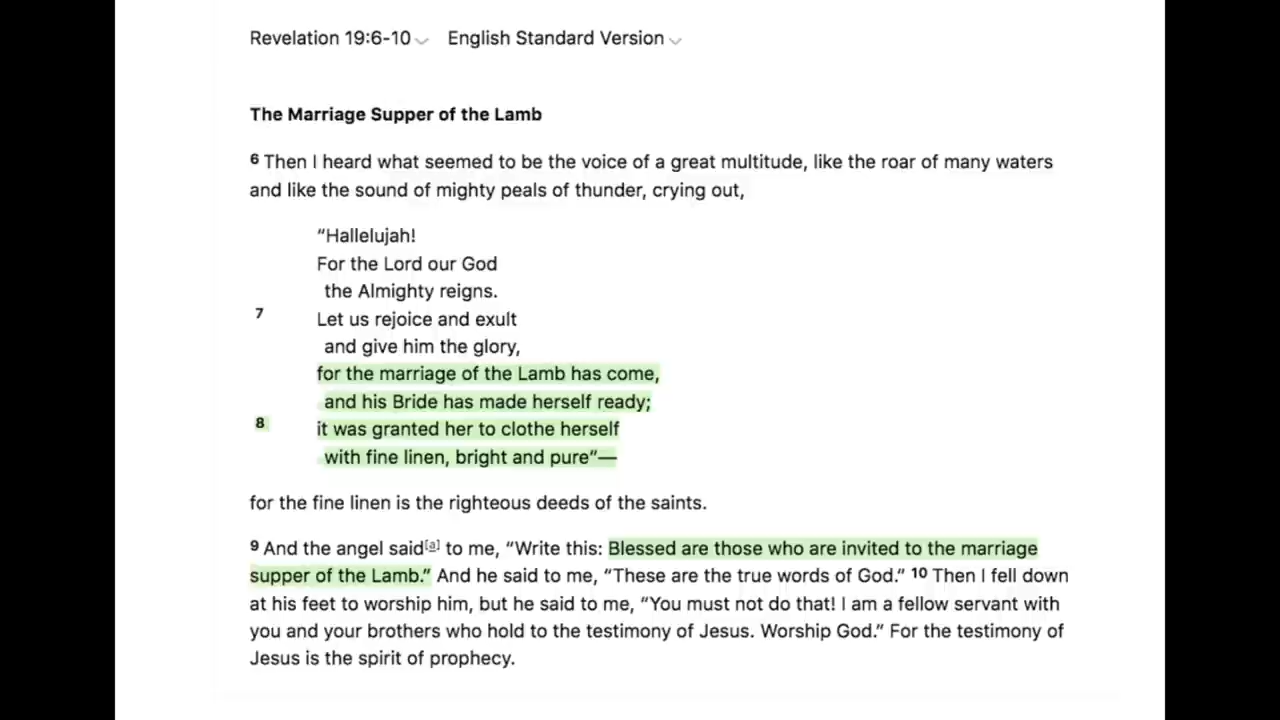 Revelation 19:6-10 English Standard Version
The Marriage Supper of the Lamb
6 Then I heard what seemed to be the voice of a great multitude, like the roar of many waters
and like the sound of mighty peals of thunder, crying out,
“Hallelujah!
For the Lord our God
the Almighty reigns.
7 Let us rejoice and exult
and give him the glory,
for the marriage of the Lamb has come,
and his Bride has made herself ready;
8 it was granted her to clothe herself
with fine linen, bright and pure”—
for the fine linen is the righteous deeds of the saints.
9 And the angel said[a] to me, “Write this: Blessed are those who are invited to the marriage
supper of the Lamb.” And he said to me, “These are the true words of God.” 10 Then I fell down
at his feet to worship him, but he said to me, “You must not do that! I am a fellow servant with
you and your brothers who hold to the testimony of Jesus. Worship God.” For the testimony of
Jesus is the spirit of prophecy.